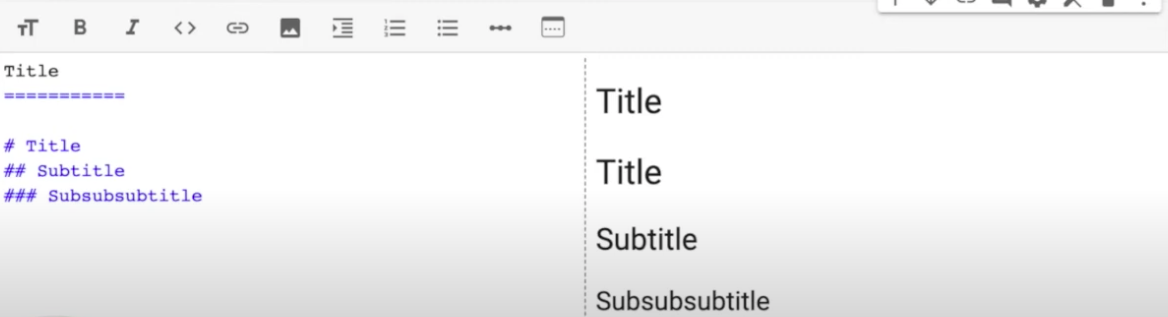 Title
===========
# Title
## Subtitle
### Subsubsubtitle
Title
Title
Subtitle
Subsubsubtitle